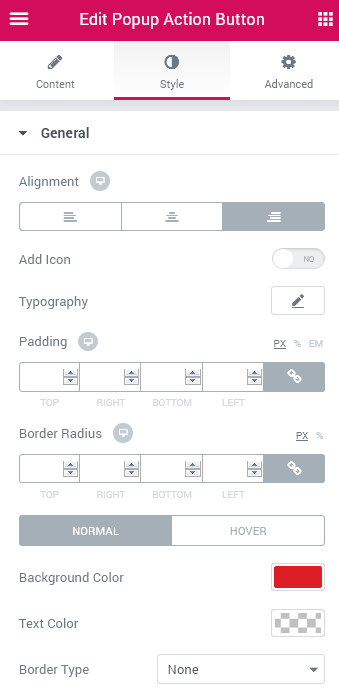 Edit Popup Action Button
Content Style Advanced
General
Alignment
Add Icon NO
Typography
Padding PX % EM
TOP RIGHT BOTTOM LEFT
Border Radius PX %
TOP RIGHT BOTTOM LEFT
NORMAL HOVER
Background Color
Text Color
Border Type None